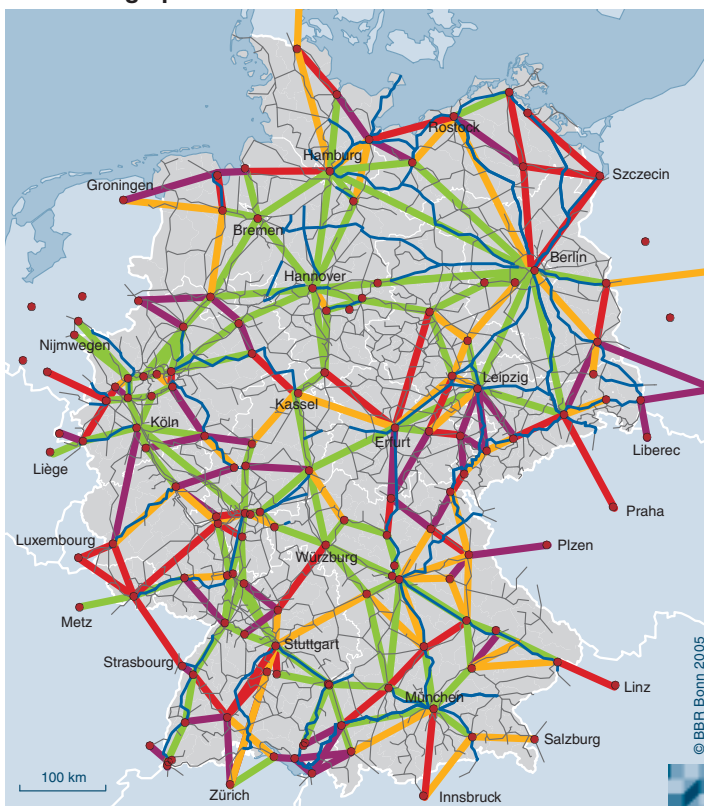 Rostock
Hamburg
Szczecin
Groningen
Bremen
Berlin
Hannover
Nijmwegen
Leipzig
Kassel
Köln
Erfurt
Liberec
Liège
Praha
Luxembourg
Plzen
Würzburg
Metz
Stuttgart
Strasbourg
Linz
München
Salzburg
100 km
Zürich
Innsbruck
© BBR Bonn 2005